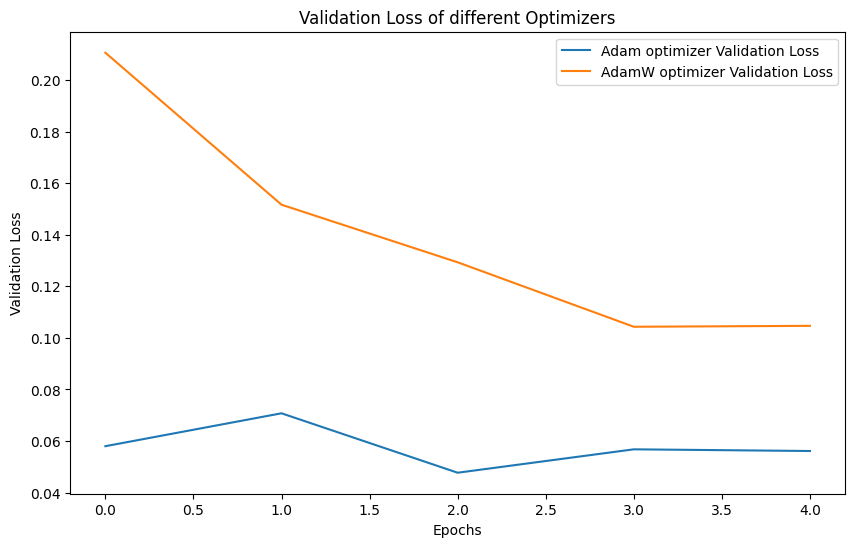 Validation Loss of different Optimizers
Adam optimizer Validation Loss
AdamW optimizer Validation Loss
Validation Loss
0.20
0.18
0.16
0.14
0.12
0.10
0.08
0.06
0.04
0.0 0.5 1.0 1.5 2.0 2.5 3.0 3.5 4.0
Epochs